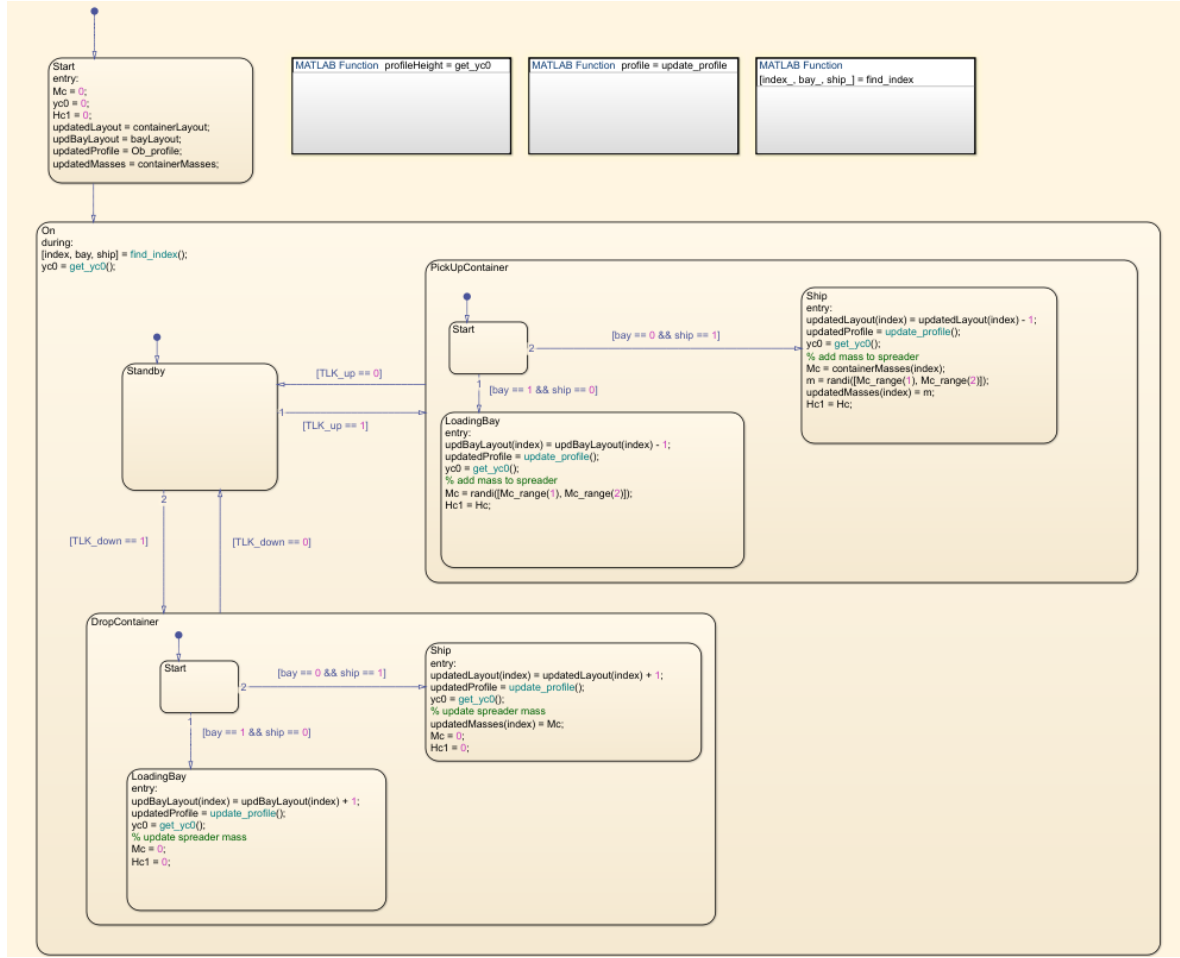 Start
entry:
Mc = 0;
yc0 = 0;
Hc1 = 0;
updatedLayout = containerLayout;
updBayLayout = bayLayout;
updatedProfile = Ob_profile;
updatedMasses = containerMasses;
MATLAB Function profileHeight = get_yc0
MATLAB Function profile = update_profile
MATLAB Function
[index_, bay_, ship_] = find_index
On
during:
[index, bay, ship] = find_index();
yc0 = get_yc0();
Standby
[TLK_up == 0]
1
[TLK_up == 1]
2
[TLK_down == 1]
[TLK_down == 0]
PickUpContainer
Start
2
[bay == 0 && ship == 1]
1
[bay == 1 && ship == 0]
Ship
entry:
updatedLayout(index) = updatedLayout(index) - 1;
updatedProfile = update_profile();
yc0 = get_yc0();
% add mass to spreader
Mc = containerMasses(index);
m = randi([Mc_range(1), Mc_range(2)]);
updatedMasses(index) = m;
Hc1 = Hc;
LoadingBay
entry:
updBayLayout(index) = updBayLayout(index) - 1;
updatedProfile = update_profile();
yc0 = get_yc0();
% add mass to spreader
Mc = randi([Mc_range(1), Mc_range(2)]);
Hc1 = Hc;
DropContainer
Start
2
[bay == 0 && ship == 1]
1
[bay == 1 && ship == 0]
Ship
entry:
updatedLayout(index) = updatedLayout(index) + 1;
updatedProfile = update_profile();
yc0 = get_yc0();
% update spreader mass
updatedMasses(index) = Mc;
Mc = 0;
Hc1 = 0;
LoadingBay
entry:
updBayLayout(index) = updBayLayout(index) + 1;
updatedProfile = update_profile();
yc0 = get_yc0();
% update spreader mass
Mc = 0;
Hc1 = 0;